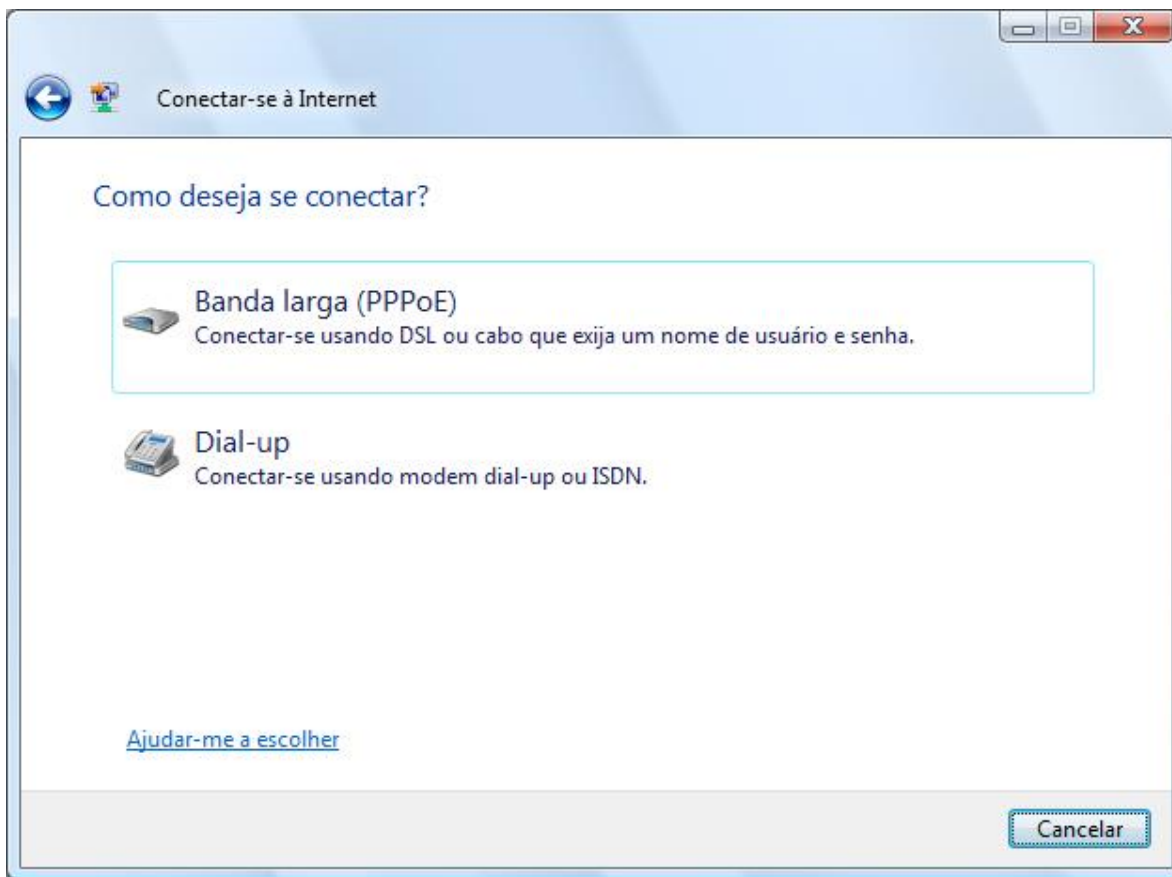 Conectar-se à Internet
Como deseja se conectar?
Banda larga (PPPoE)
Conectar-se usando DSL ou cabo que exija um nome de usuário e senha.
Dial-up
Conectar-se usando modem dial-up ou ISDN.
Ajudar-me a escolher
Cancelar